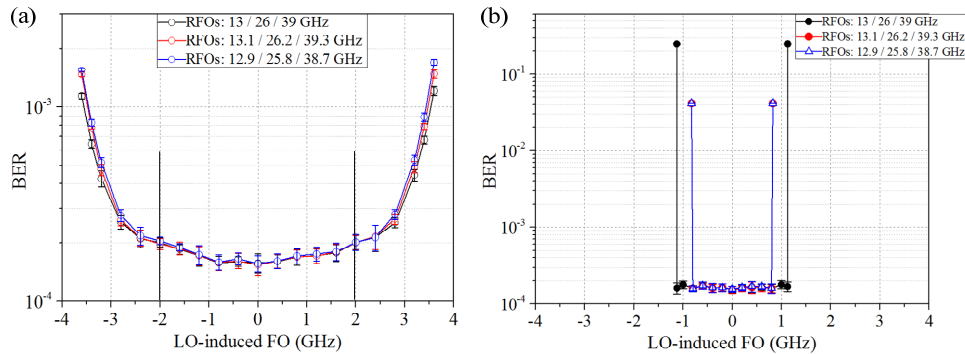 (a)
RFOs: 13 / 26 / 39 GHz
RFOs: 13.1 / 26.2 / 39.3 GHz
RFOs: 12.9 / 25.8 / 38.7 GHz
BER
10-3
10-4
-4 -3 -2 -1 0 1 2 3 4
LO-induced FO (GHz)
(b)
RFOs: 13 / 26 / 39 GHz
RFOs: 13.1 / 26.2 / 39.3 GHz
RFOs: 12.9 / 25.8 / 38.7 GHz
BER
10-1
10-2
10-3
10-4
-4 -3 -2 -1 0 1 2 3 4
LO-induced FO (GHz)